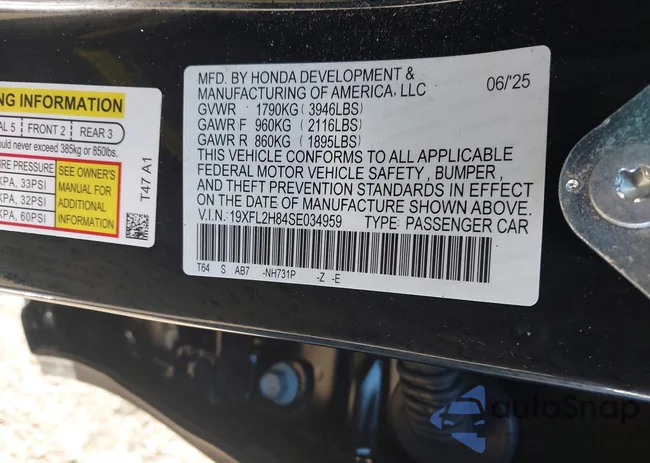 MFD. BY HONDA DEVELOPMENT &
MANUFACTURING OF AMERICA, LLC
06/'25
GVWR 1790KG ( 3946LBS)
GAWR F 960KG ( 2116LBS)
GAWR R 860KG ( 1895LBS)
THIS VEHICLE CONFORMS TO ALL APPLICABLE
FEDERAL MOTOR VEHICLE SAFETY, BUMPER,
AND THEFT PREVENTION STANDARDS IN EFFECT
ON THE DATE OF MANUFACTURE SHOWN ABOVE.
V.I.N.:19XFL2H84SE034959 TYPE: PASSENGER CAR
T64 S AB7 -NH731P -Z -E
NG INFORMATION
AL 5 FRONT 2 REAR 3
ould never exceed 385kg or 850lbs.
IRE PRESSURE
KPA, 33PSI
KPA, 32PSI
KPA, 60PSI
SEE OWNER'S
MANUAL FOR
ADDITIONAL
INFORMATION
T47 A1
autoSnap